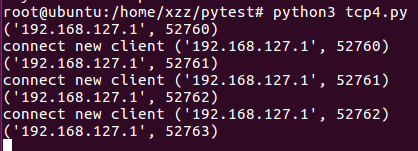 root@ubuntu:/home/xzz/pytest# python3 tcp4.py
('192.168.127.1', 52760)
connect new client ('192.168.127.1', 52760)
('192.168.127.1', 52761)
connect new client ('192.168.127.1', 52761)
('192.168.127.1', 52762)
connect new client ('192.168.127.1', 52762)
('192.168.127.1', 52763)